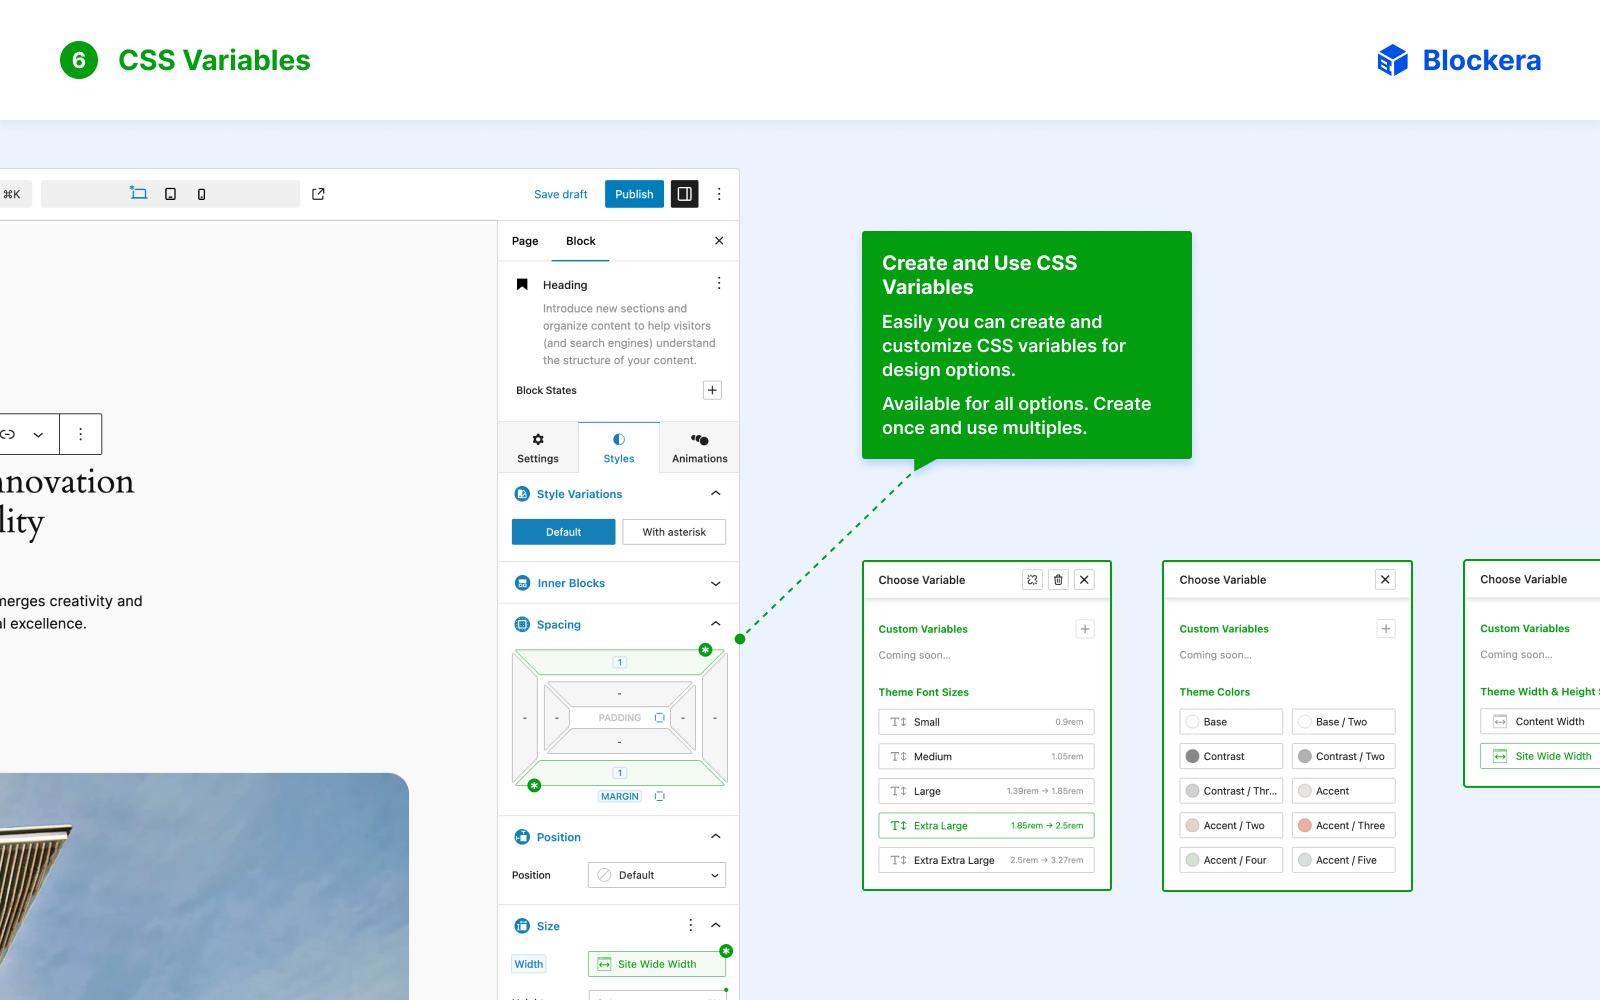 6 CSS Variables
Blockera
⌘K
Save draft
Publish
Page
Block
Heading
Introduce new sections and
organize content to help visitors
(and search engines) understand
the structure of your content.
Block States
Settings
Styles
Animations
nnovation
lity
nerges creativity and
al excellence.
Style Variations
Default
With asterisk
Inner Blocks
Spacing
1
-
-
-
PADDING
-
-
-
1
MARGIN
Position
Position
Default
Size
Width
Site Wide Width
Create and Use CSS
Variables
Easily you can create and
customize CSS variables for
design options.
Available for all options. Create
once and use multiples.
Choose Variable
Custom Variables
Coming soon...
Theme Font Sizes
Small 0.9rem
Medium 1.05rem
Large 1.39rem → 1.85rem
Extra Large 1.85rem → 2.5rem
Extra Extra Large 2.5rem → 3.27rem
Choose Variable
Custom Variables
Coming soon...
Theme Colors
Base
Base / Two
Contrast
Contrast / Two
Contrast / Thr...
Accent
Accent / Two
Accent / Three
Accent / Four
Accent / Five
Choose Variable
Custom Variables
Coming soon...
Theme Width & Height S
Content Width
Site Wide Width